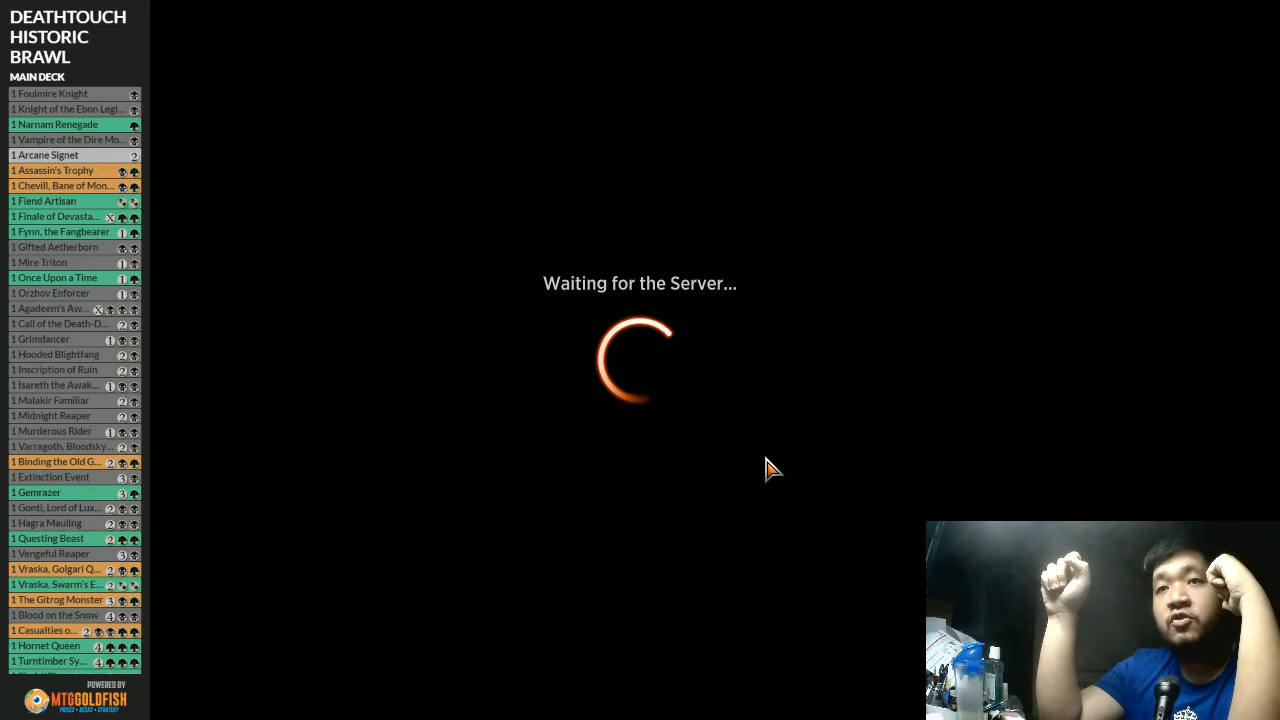 DEATHTOUCH
HISTORIC
BRAWL
MAIN DECK
1 Foulmire Knight
1 Knight of the Ebon Legi...
1 Narnam Renegade
1 Vampire of the Dire Mo...
1 Arcane Signet 2
1 Assassin's Trophy
1 Chevill, Bane of Mon...
1 Fiend Artisan
1 Finale of Devasta... X
1 Fynn, the Fangbearer 1
1 Gifted Aetherborn
1 Mire Triton 1
1 Once Upon a Time 1
1 Orzhov Enforcer 1
1 Agadeem's Aw... X
1 Call of the Death-D... 2
1 Grimdancer 1
1 Hooded Blightfang 2
1 Inscription of Ruin 2
1 Isareth the Awak... 1
1 Malakir Familiar 2
1 Midnight Reaper 2
1 Murderous Rider 1
1 Varragoth, Bloodsky... 2
1 Binding the Old G... 2
1 Extinction Event 3
1 Gemrazer 3
1 Gonti, Lord of Lux... 2
1 Hagra Mauling 2
1 Questing Beast 2
1 Vengeful Reaper 3
1 Vraska, Golgari Q... 2
1 Vraska, Swarm's E... 2
1 The Gitrog Monster 3
1 Blood on the Snow 4
1 Casualties o... 2
1 Hornet Queen 4
1 Turntimber Sy... 4
POWERED BY
MTGGOLDFISH
PRICES • DECKS • STRATEGY
Waiting for the Server...